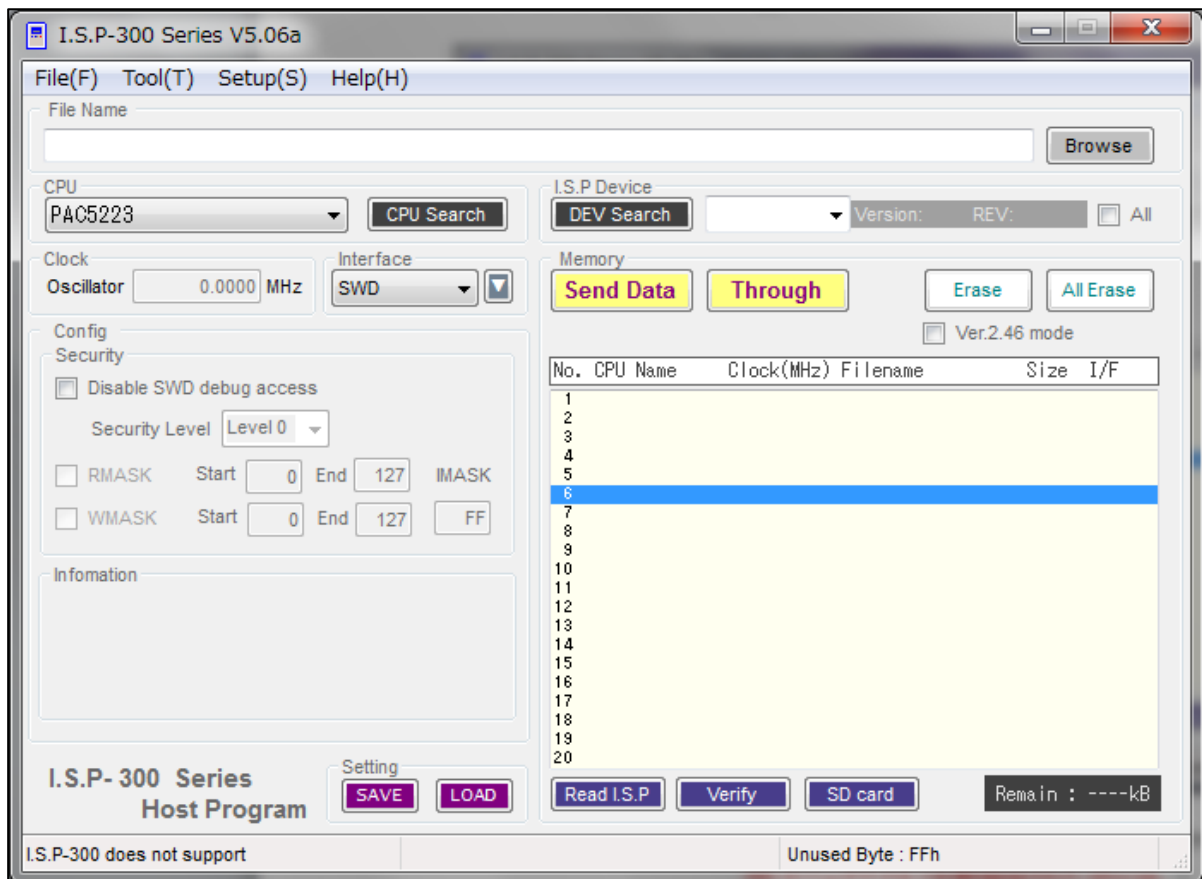 I.S.P-300 Series V5.06a
File(F) Tool(T) Setup(S) Help(H)
File Name
Browse
CPU
PAC5223
CPU Search
I.S.P Device
DEV Search
Version: REV:
All
Clock
Oscillator 0.0000 MHz
Interface
SWD
Config
Security
Disable SWD debug access
Security Level Level 0
RMASK Start 0 End 127 IMASK
WMASK Start 0 End 127 FF
Infomation
I.S.P- 300 Series
Host Program
Setting
SAVE LOAD
Memory
Send Data Through Erase All Erase
Ver.2.46 mode
No. CPU Name Clock(MHz) Filename Size I/F
1
2
3
4
5
6
7
8
9
10
11
12
13
14
15
16
17
18
19
20
Read I.S.P Verify SD card Remain : ----kB
I.S.P-300 does not support Unused Byte : FFh